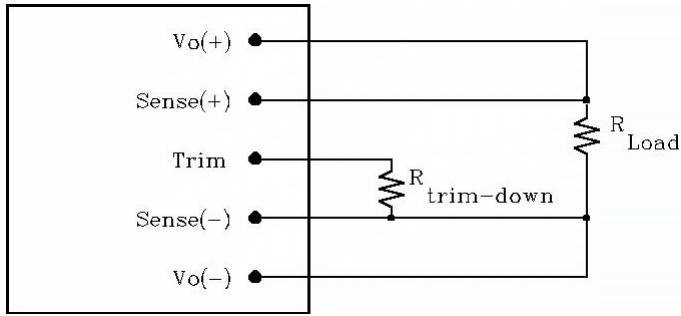 Vo(+)
Sense(+)
R
Load
Trim
R
trim-down
Sense(-)
Vo(-)